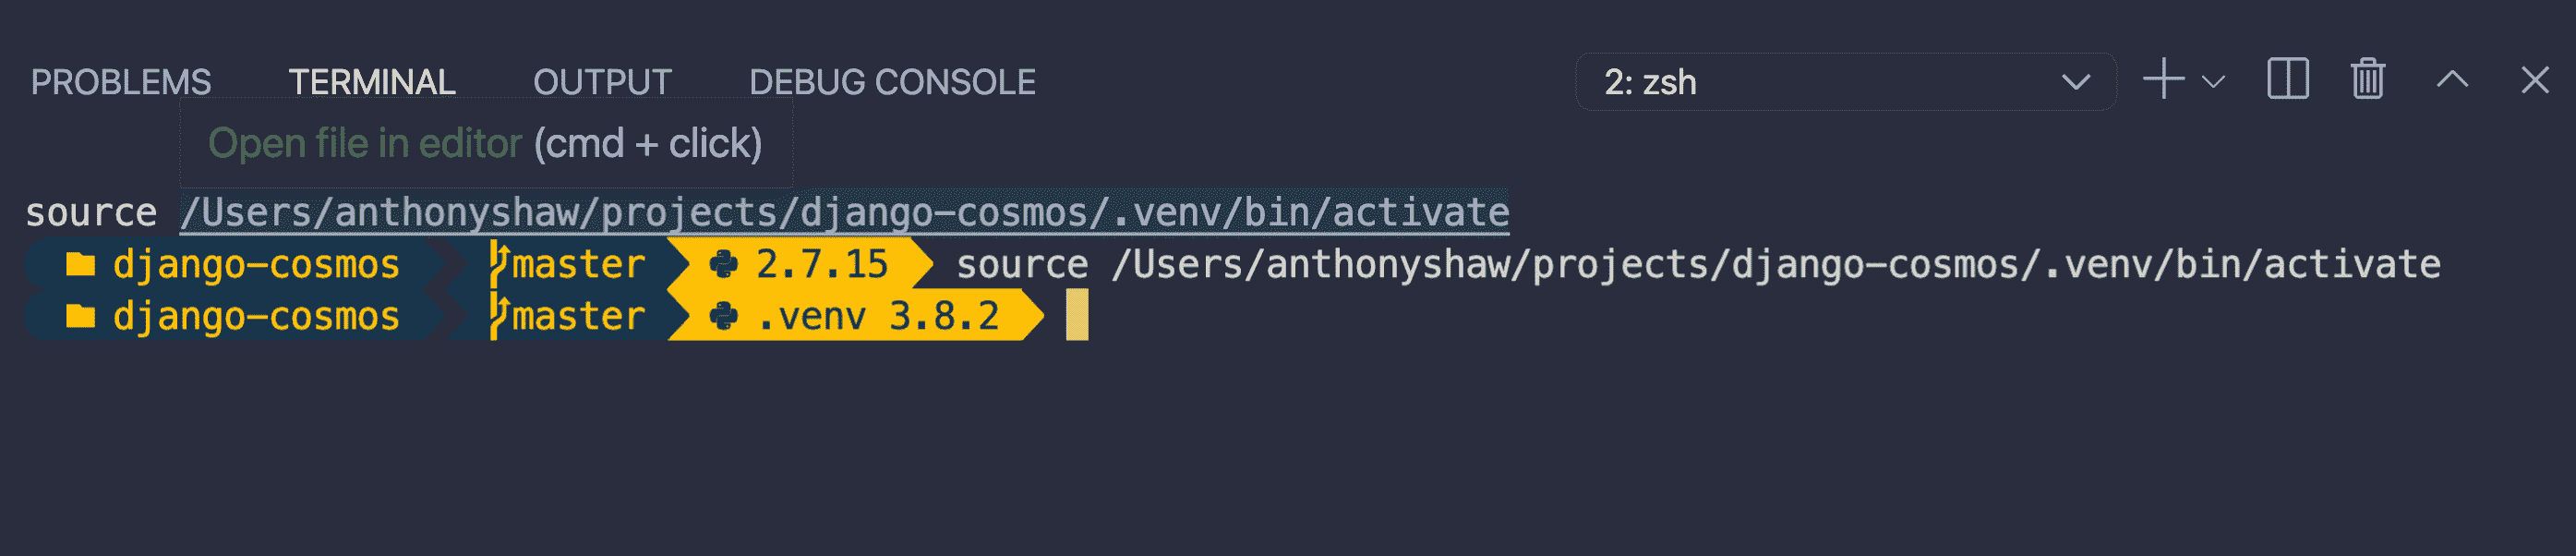 PROBLEMS TERMINAL OUTPUT DEBUG CONSOLE 2: zsh
Open file in editor (cmd + click)
source /Users/anthonyshaw/projects/django-cosmos/.venv/bin/activate
django-cosmos master 2.7.15 source /Users/anthonyshaw/projects/django-cosmos/.venv/bin/activate
django-cosmos master .venv 3.8.2